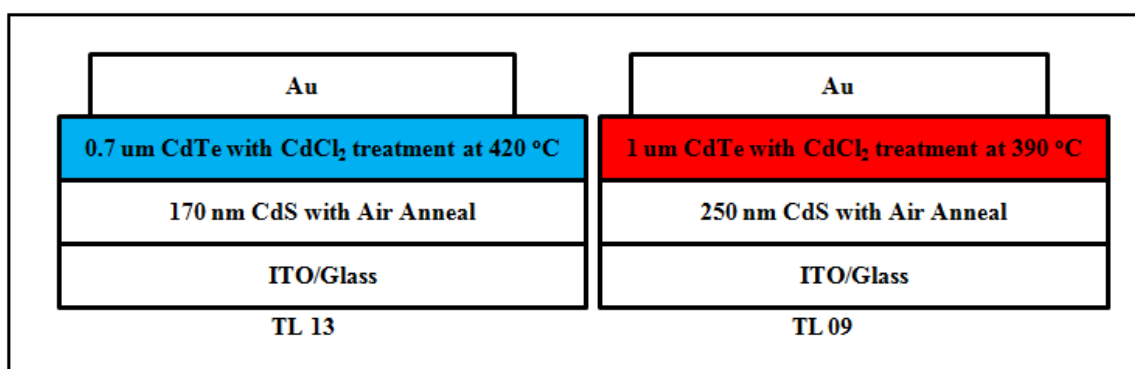 Au
0.7 um CdTe with CdCl₂ treatment at 420 °C
170 nm CdS with Air Anneal
ITO/Glass
TL 13
Au
1 um CdTe with CdCl₂ treatment at 390 °C
250 nm CdS with Air Anneal
ITO/Glass
TL 09